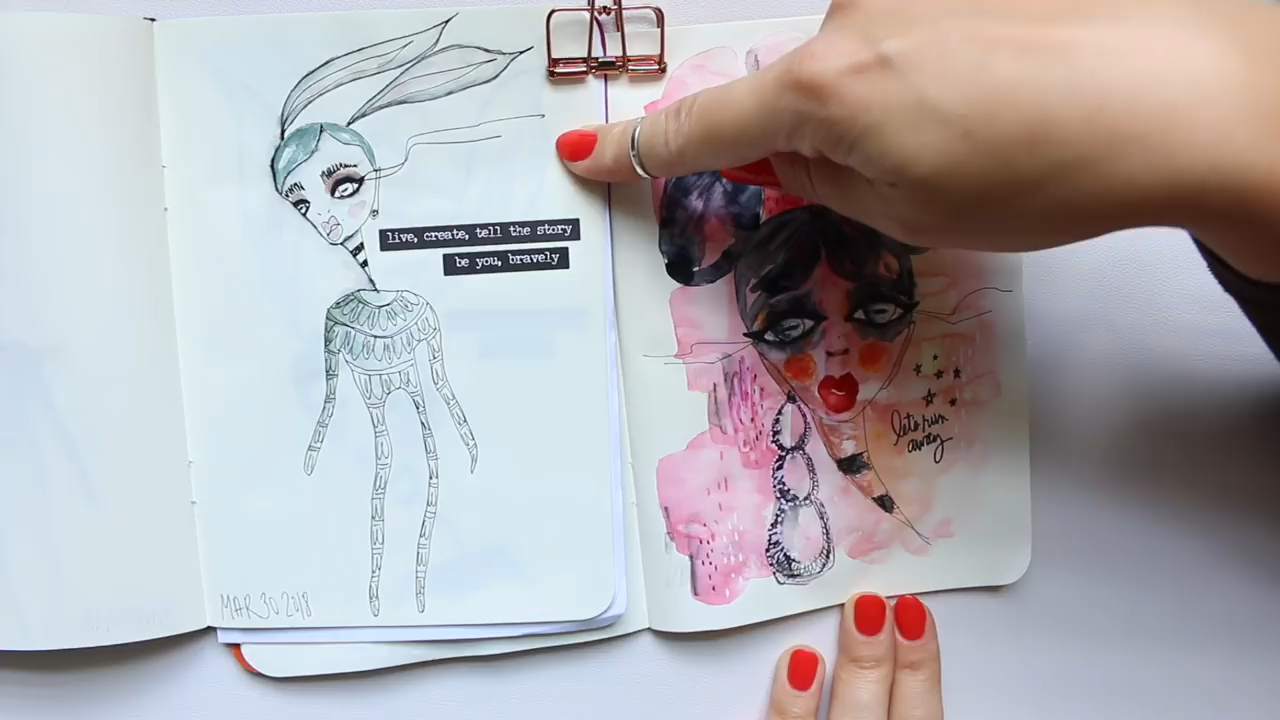 live, create, tell the story
be you, bravely
let's run
away
MAR 30 2018